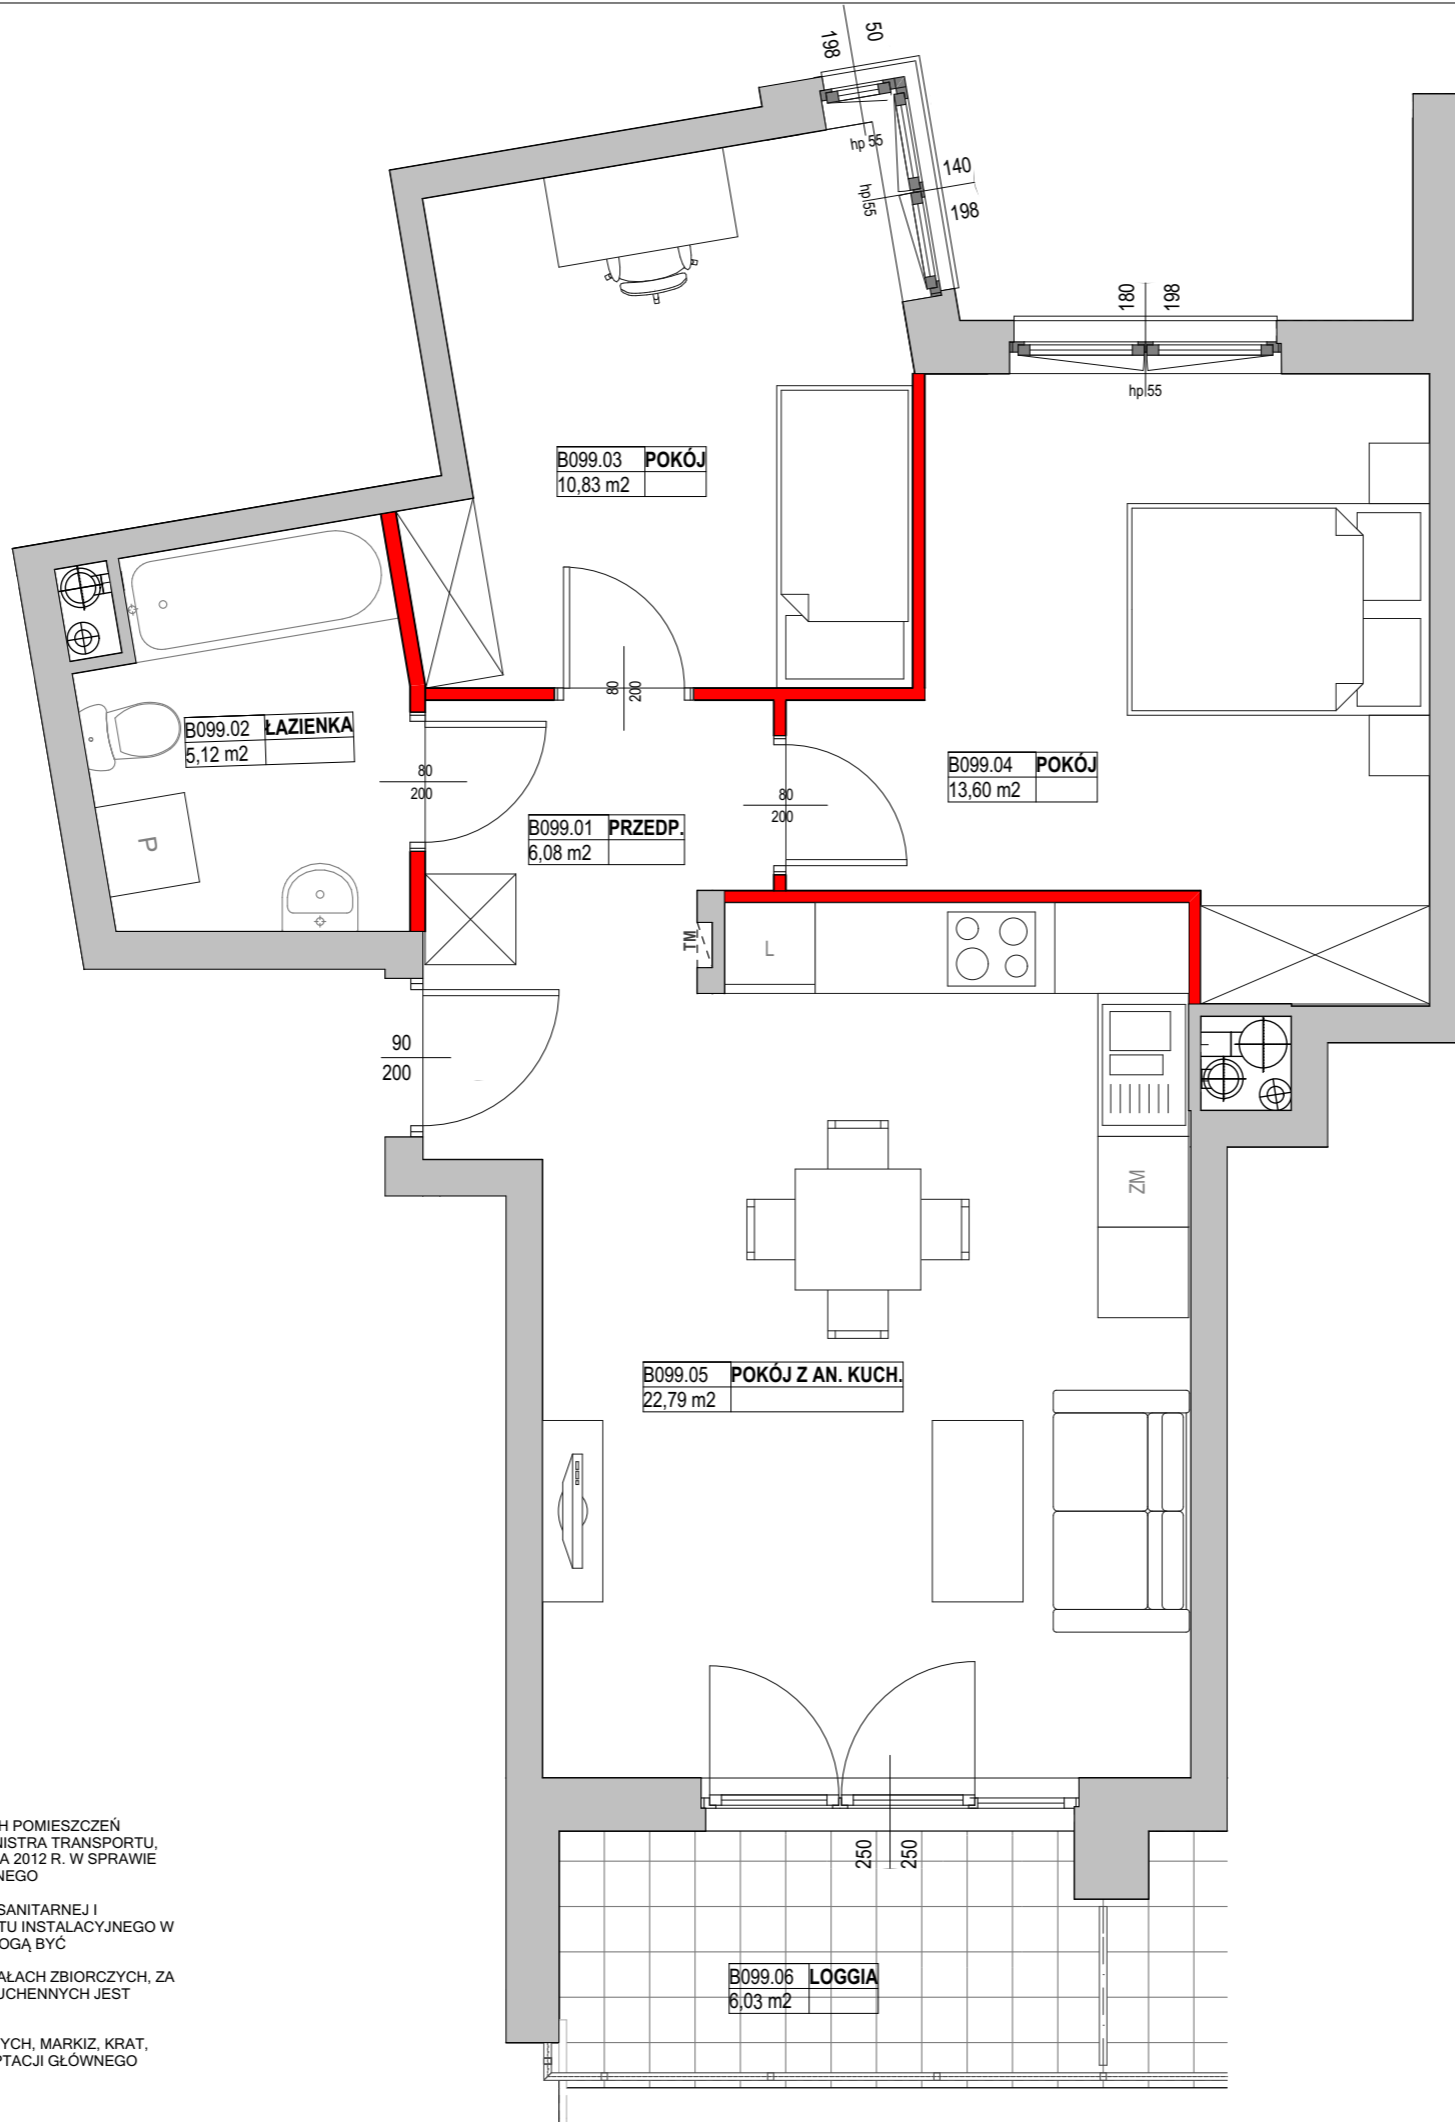 50
198
hp 55
140
198
hp 55
180
198
hp 55
B099.03 POKÓJ
10,83 m2
80
200
B099.02 ŁAZIENKA
5,12 m2
80
200
P
B099.01 PRZEDP.
6,08 m2
80
200
B099.04 POKÓJ
13,60 m2
TM
L
90
200
ZM
B099.05 POKÓJ Z AN. KUCH.
22,79 m2
250
250
B099.06 LOGGIA
6,03 m2
H POMIESZCZEŃ
NISTRA TRANSPORTU,
A 2012 R. W SPRAWIE
NEGO
SANITARNEJ I
TU INSTALACYJNEGO W
OGĄ BYĆ
AŁACH ZBIORCZYCH, ZA
UCHENNYCH JEST
YCH, MARKIZ, KRAT,
PTACJI GŁÓWNEGO